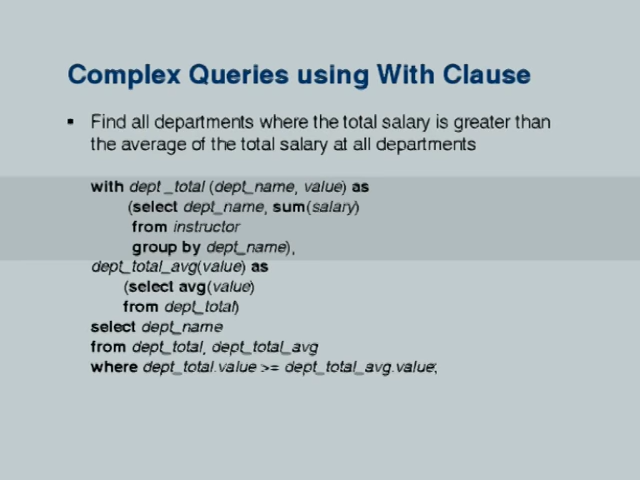 Complex Queries using With Clause
▪ Find all departments where the total salary is greater than
the average of the total salary at all departments
with dept _total (dept_name, value) as
(select dept_name, sum(salary)
from instructor
group by dept_name),
dept_total_avg(value) as
(select avg(value)
from dept_total)
select dept_name
from dept_total, dept_total_avg
where dept_total.value >= dept_total_avg.value;